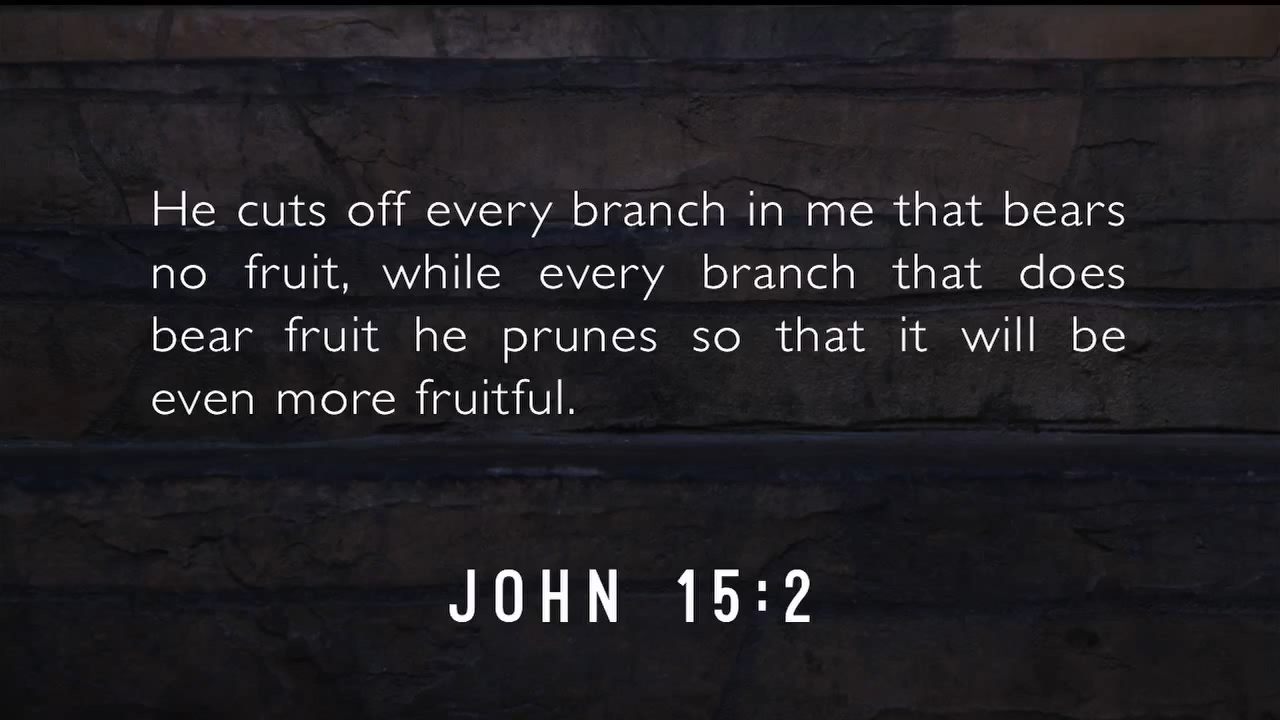 He cuts off every branch in me that bears
no fruit, while every branch that does
bear fruit he prunes so that it will be
even more fruitful.
JOHN 15:2